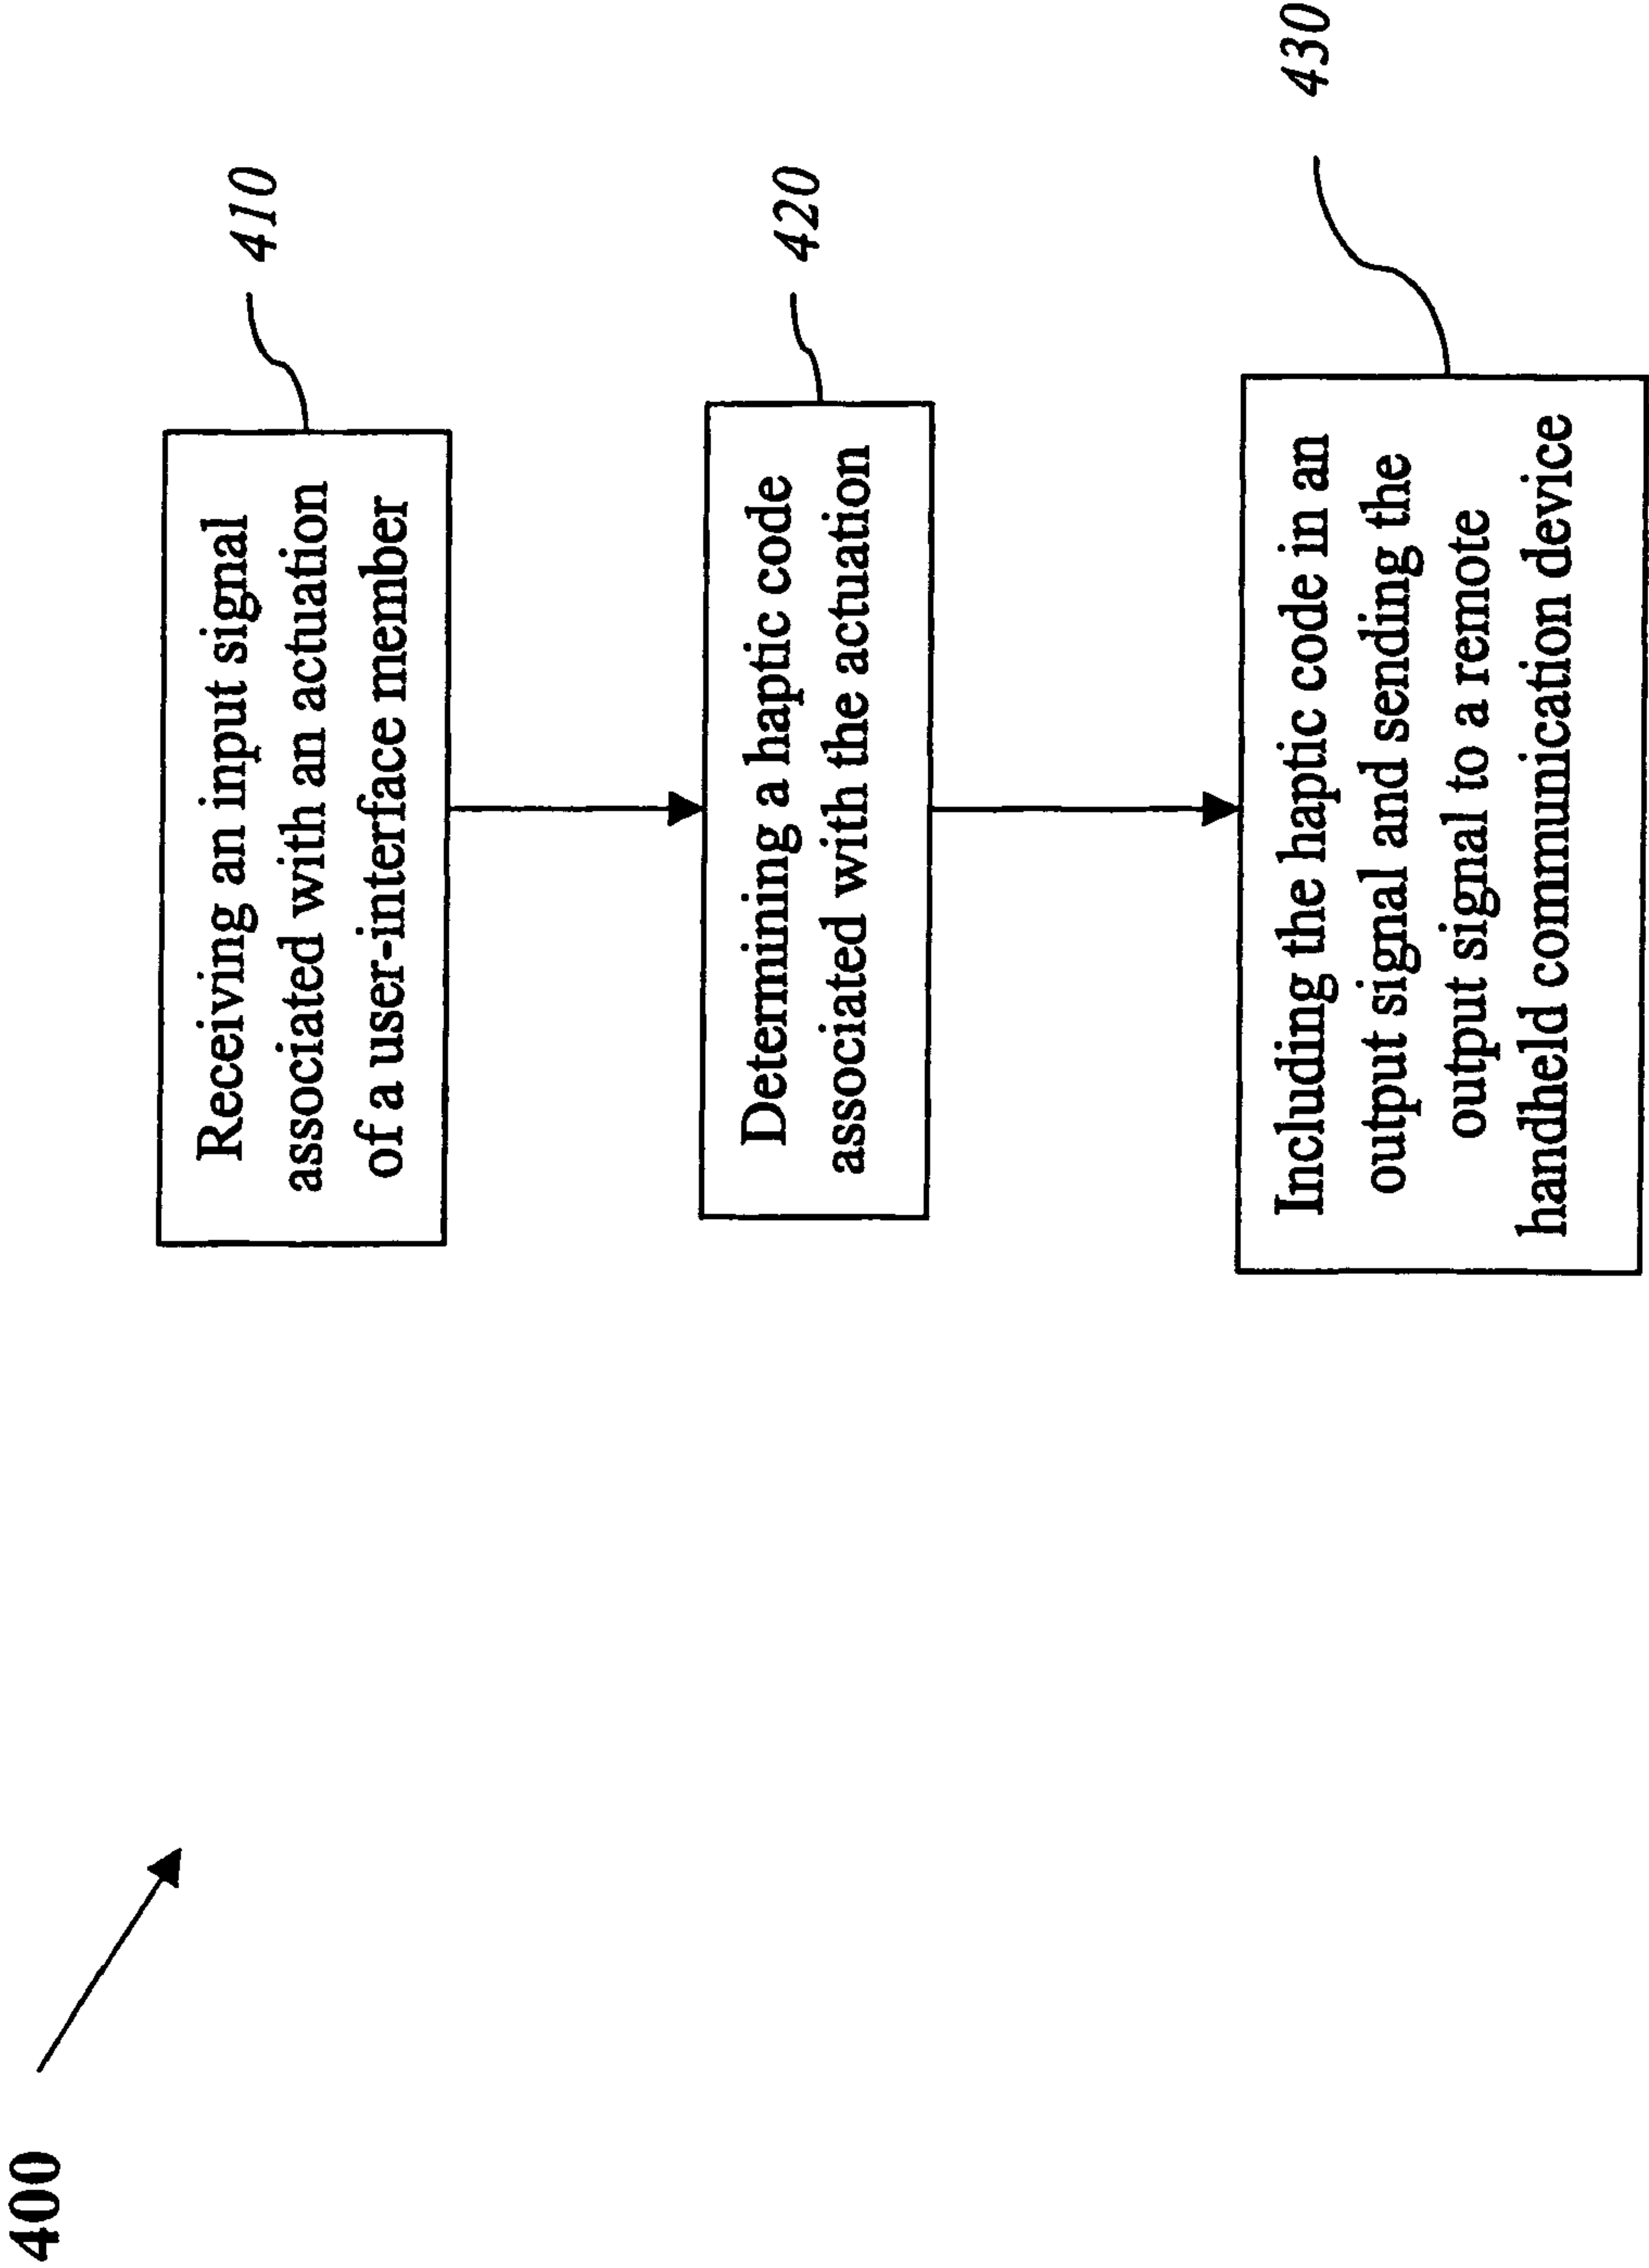 400
Receiving an input signal
associated with an actuation
of a user-interface member
410
Determining a haptic code
associated with the actuation
420
Including the haptic code in an
output signal and sending the
output signal to a remote
handheld communication device
430